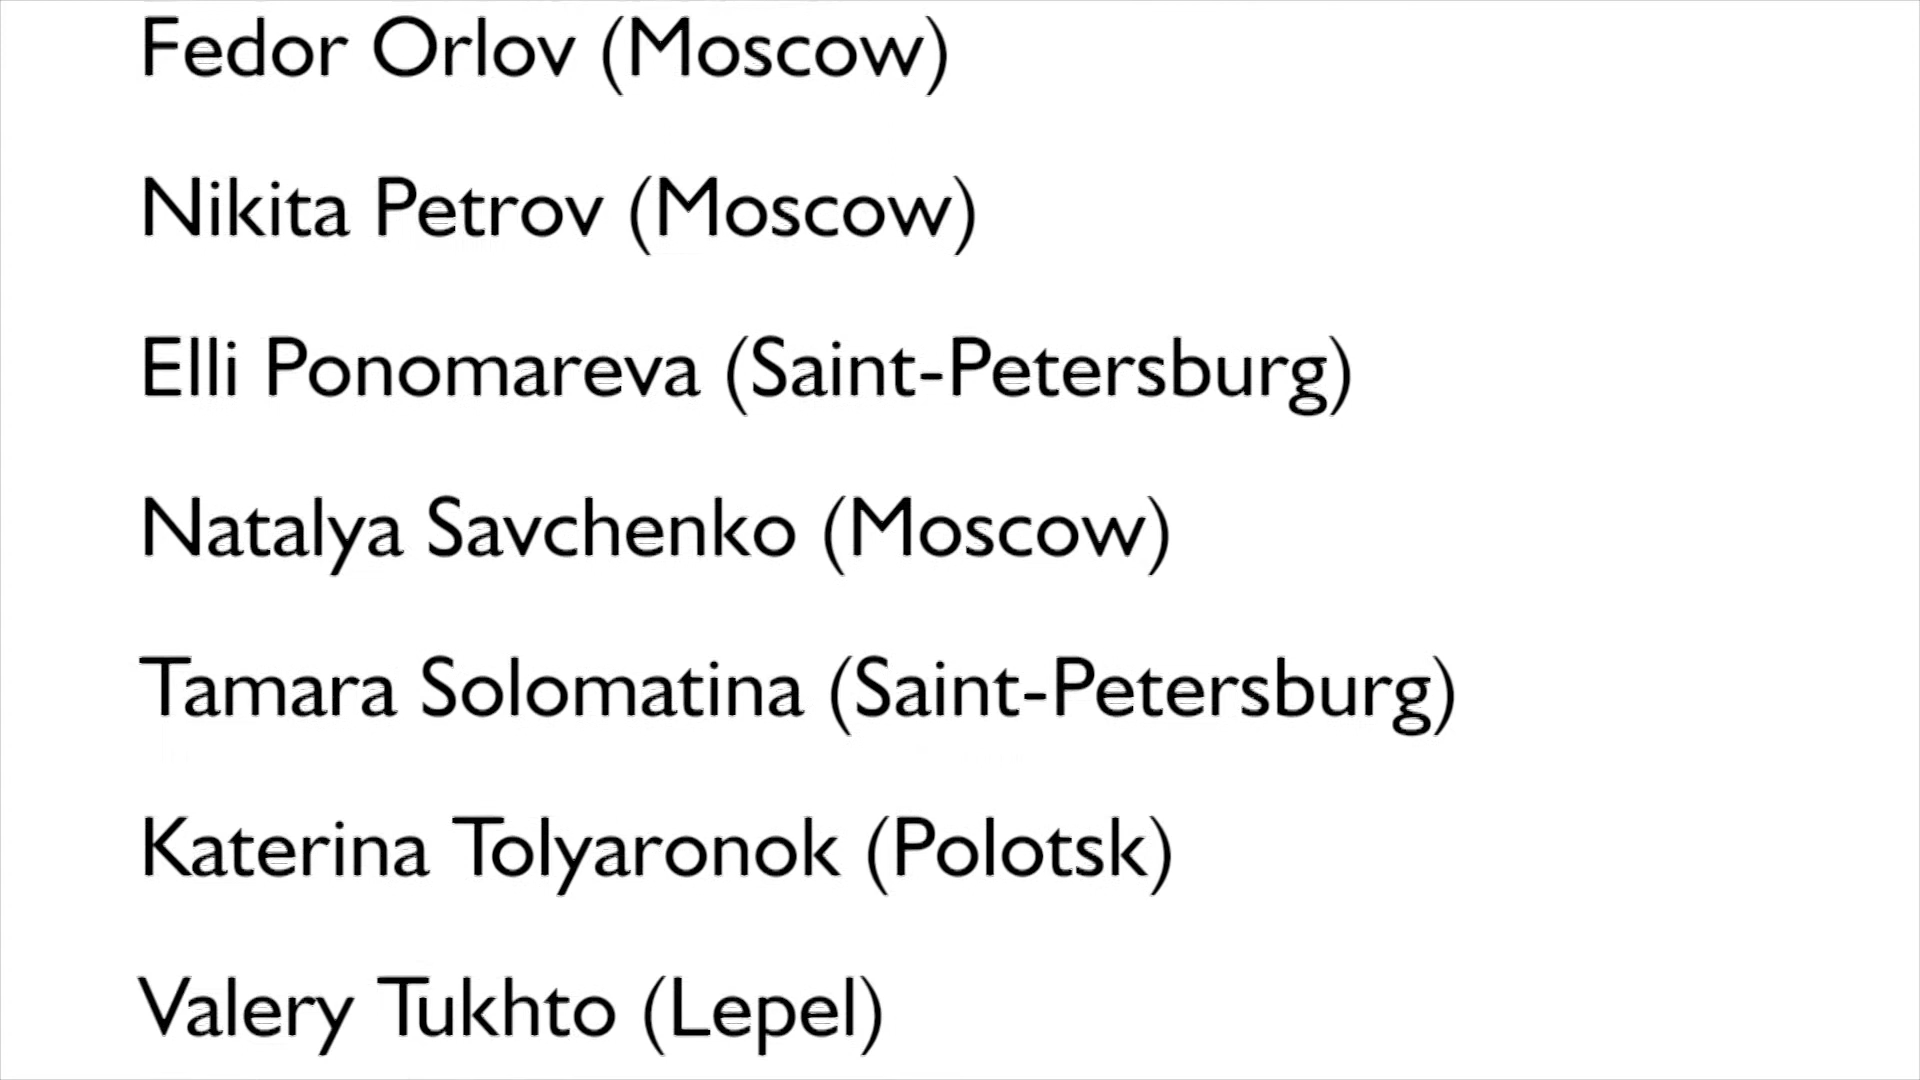 Fedor Orlov (Moscow)
Nikita Petrov (Moscow)
Elli Ponomareva (Saint-Petersburg)
Natalya Savchenko (Moscow)
Tamara Solomatina (Saint-Petersburg)
Katerina Tolyaronok (Polotsk)
Valery Tukhto (Lepel)